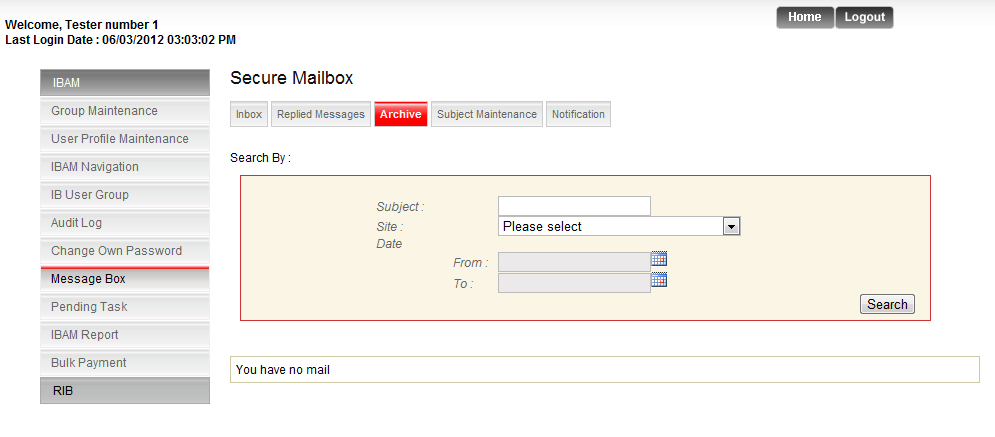 Home
Logout
Welcome, Tester number 1
Last Login Date : 06/03/2012 03:03:02 PM
IBAM
Group Maintenance
User Profile Maintenance
IBAM Navigation
IB User Group
Audit Log
Change Own Password
Message Box
Pending Task
IBAM Report
Bulk Payment
RIB
Secure Mailbox
Inbox
Replied Messages
Archive
Subject Maintenance
Notification
Search By :
Subject :
Site :
Please select
Date
From :
To :
Search
You have no mail